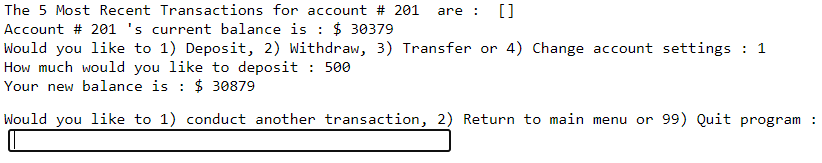 The 5 Most Recent Transactions for account # 201  are :  []
Account # 201 's current balance is : $ 30379
Would you like to 1) Deposit, 2) Withdraw, 3) Transfer or 4) Change account settings : 1
How much would you like to deposit : 500
Your new balance is : $ 30879
Would you like to 1) conduct another transaction, 2) Return to main menu or 99) Quit program :